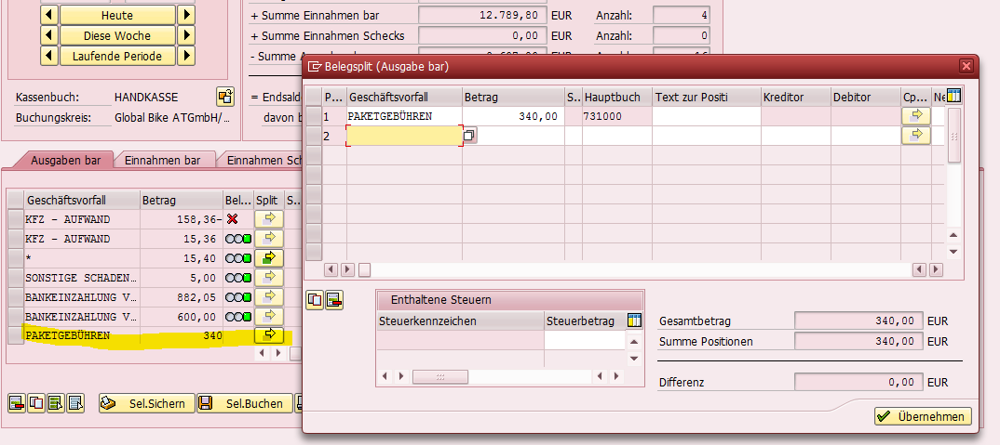 Heute
Diese Woche
Laufende Periode
Kassenbuch: HANDKASSE
Buchungskreis: Global Bike ATGmbH/...
+ Summe Einnahmen bar 12.789,80 EUR Anzahl: 4
+ Summe Einnahmen Schecks 0,00 EUR Anzahl: 0
- Summe
= Endsald
davon b
Ausgaben bar Einnahmen bar Einnahmen Sch
Geschäftsvorfall Betrag Bel... Split S...
KFZ - AUFWAND 158,36-
KFZ - AUFWAND 15,36
* 15,40
SONSTIGE SCHADEN... 5,00
BANKEINZAHLUNG V... 882,05
BANKEINZAHLUNG V... 600,00
PAKETGEBÜHREN 340
Sel.Sichern Sel.Buchen
Belegsplit (Ausgabe bar)
P... Geschäftsvorfall Betrag S... Hauptbuch Text zur Positi Kreditor Debitor Cp... Ne
1 PAKETGEBÜHREN 340,00 731000
2
Enthaltene Steuern
Steuerkennzeichen Steuerbetrag
Gesamtbetrag 340,00 EUR
Summe Positionen 340,00 EUR
Differenz 0,00 EUR
Übernehmen